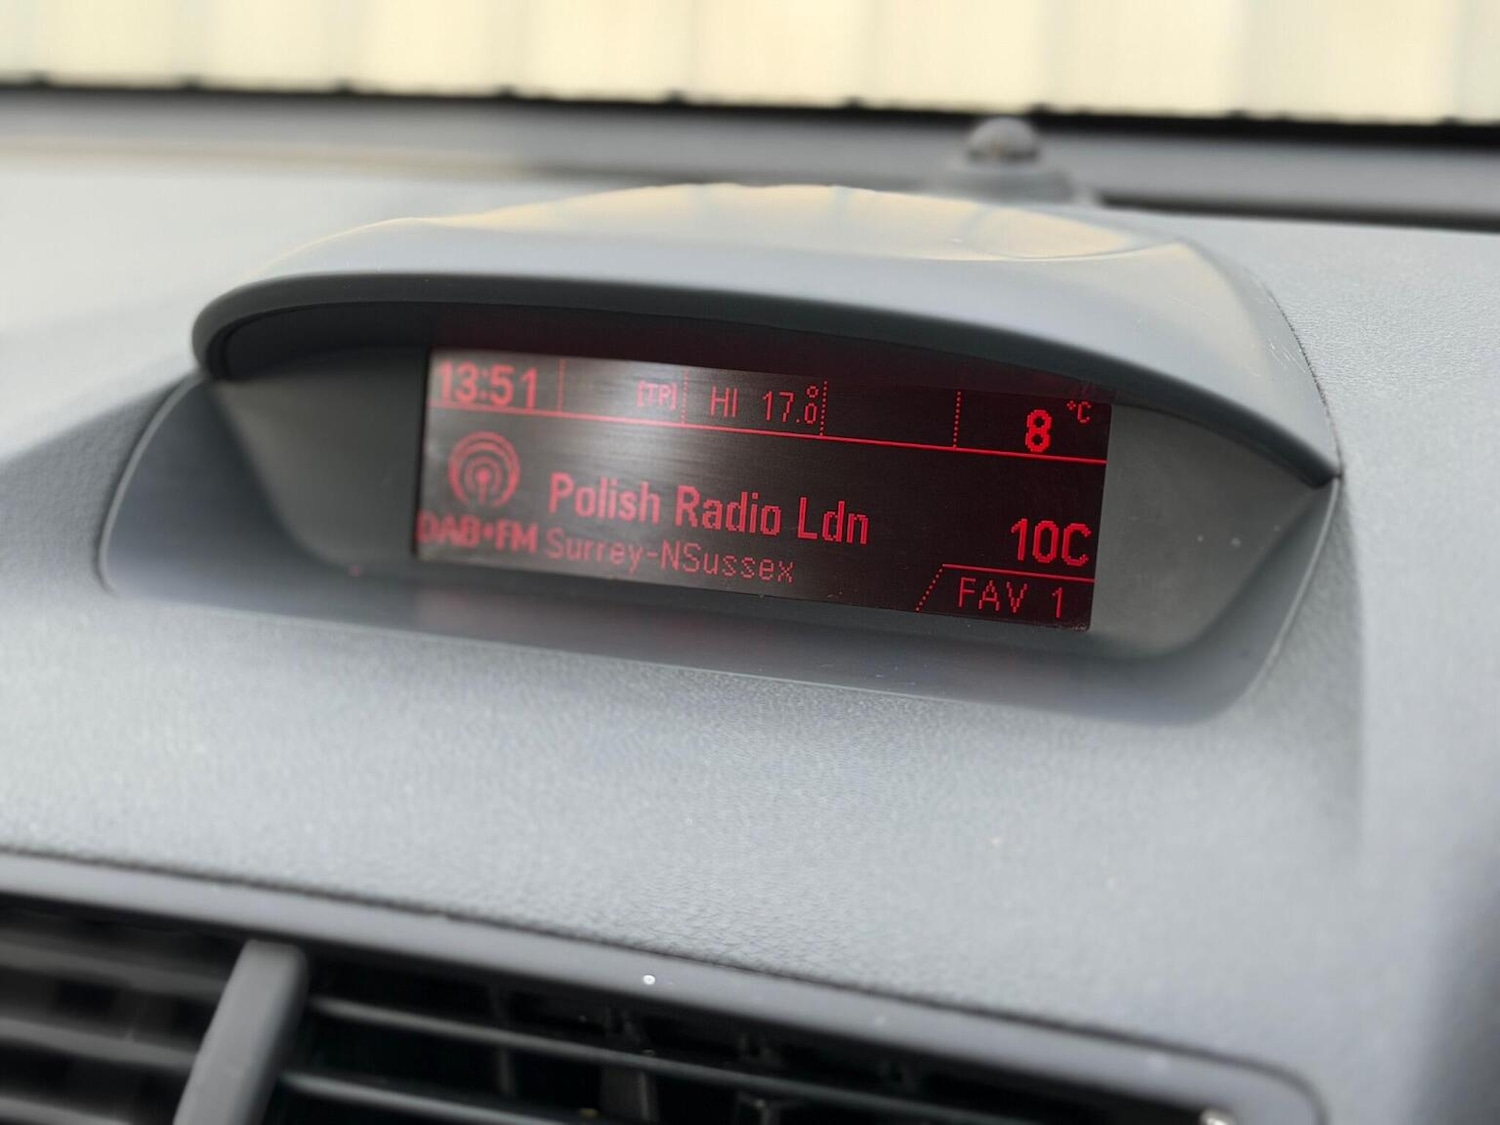 13:51 [TP] HI 17.0° 8 °C
Polish Radio Ldn 10C
DAB+FM Surrey-NSussex
FAV 1